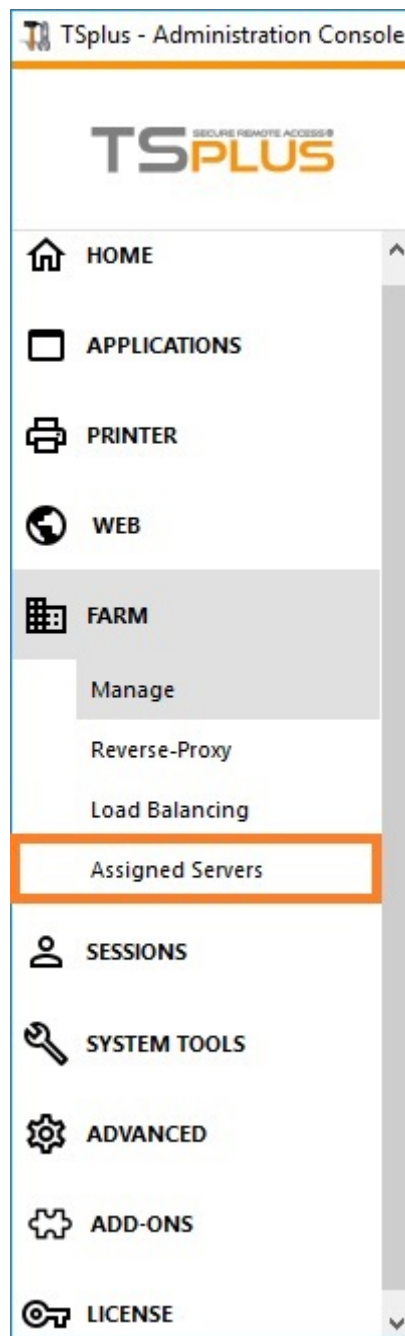 TSplus - Administration Console
SECURE REMOTE ACCESS®
TSPLUS
HOME
APPLICATIONS
PRINTER
WEB
FARM
Manage
Reverse-Proxy
Load Balancing
Assigned Servers
SESSIONS
SYSTEM TOOLS
ADVANCED
ADD-ONS
LICENSE